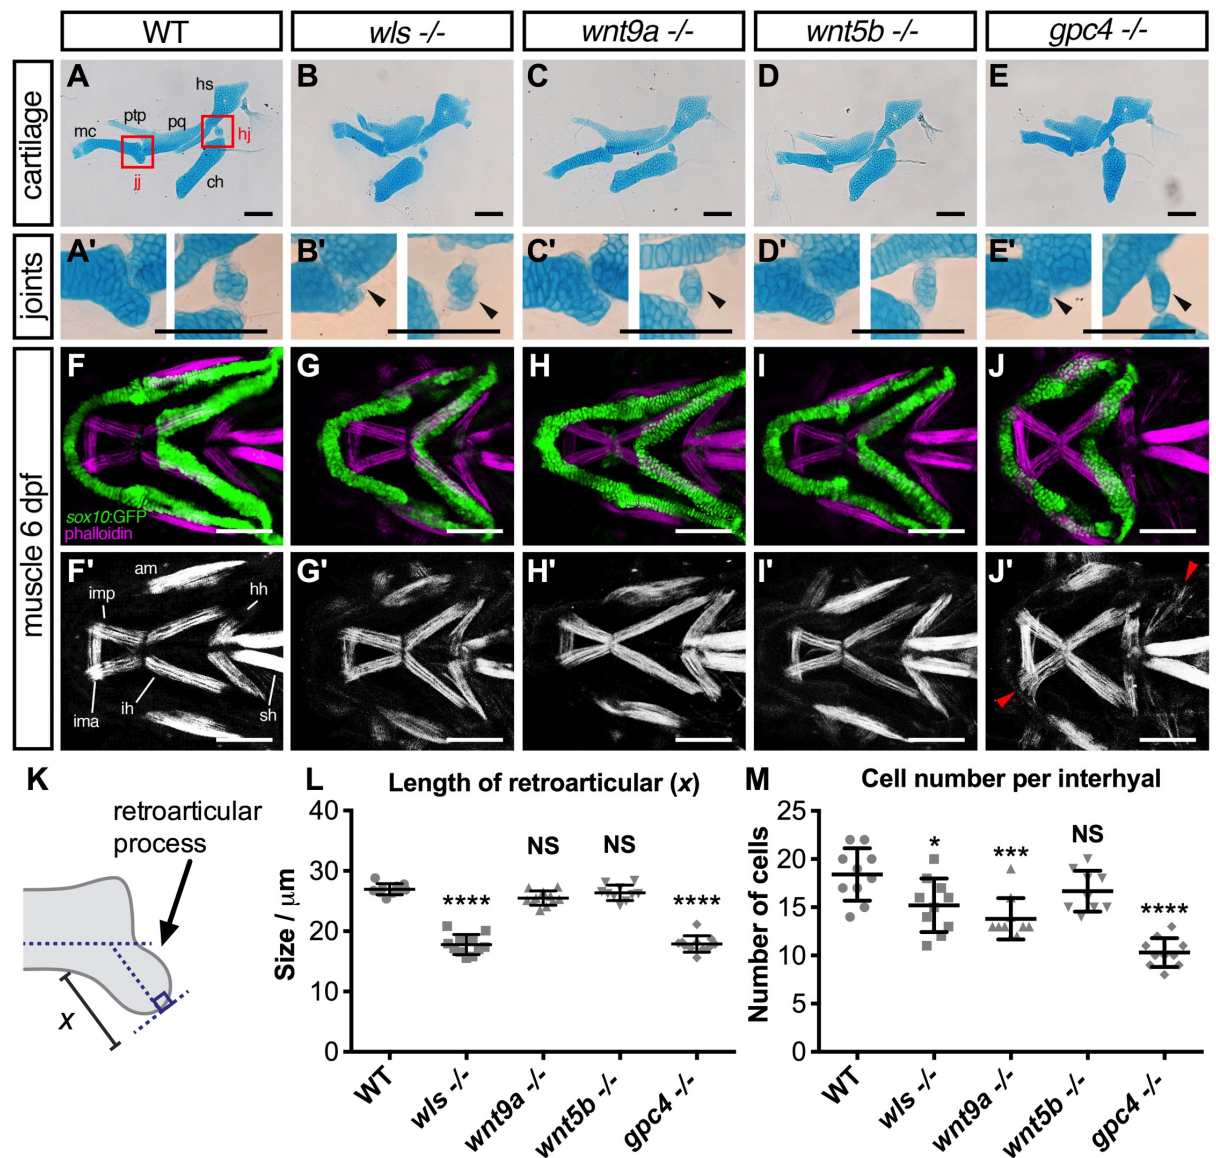 WT
wls -/-
wnt9a -/-
wnt5b -/-
gpc4 -/-
cartilage
A
hs
ptp
pq
mc
hj
jj
ch
B
C
D
E
joints
A'
B'
C'
D'
E'
muscle 6 dpf
F
sox10:GFP
phalloidin
G
H
I
J
F'
am
imp
hh
ima
ih
sh
G'
H'
I'
J'
K
retroarticular
process
x
L
Length of retroarticular (x)
Size / μm
40
30
20
10
0
NS
NS
****
****
WT
wls -/-
wnt9a -/-
wnt5b -/-
gpc4 -/-
M
Cell number per interhyal
Number of cells
25
20
15
10
5
0
*
***
NS
****
WT
wls -/-
wnt9a -/-
wnt5b -/-
gpc4 -/-